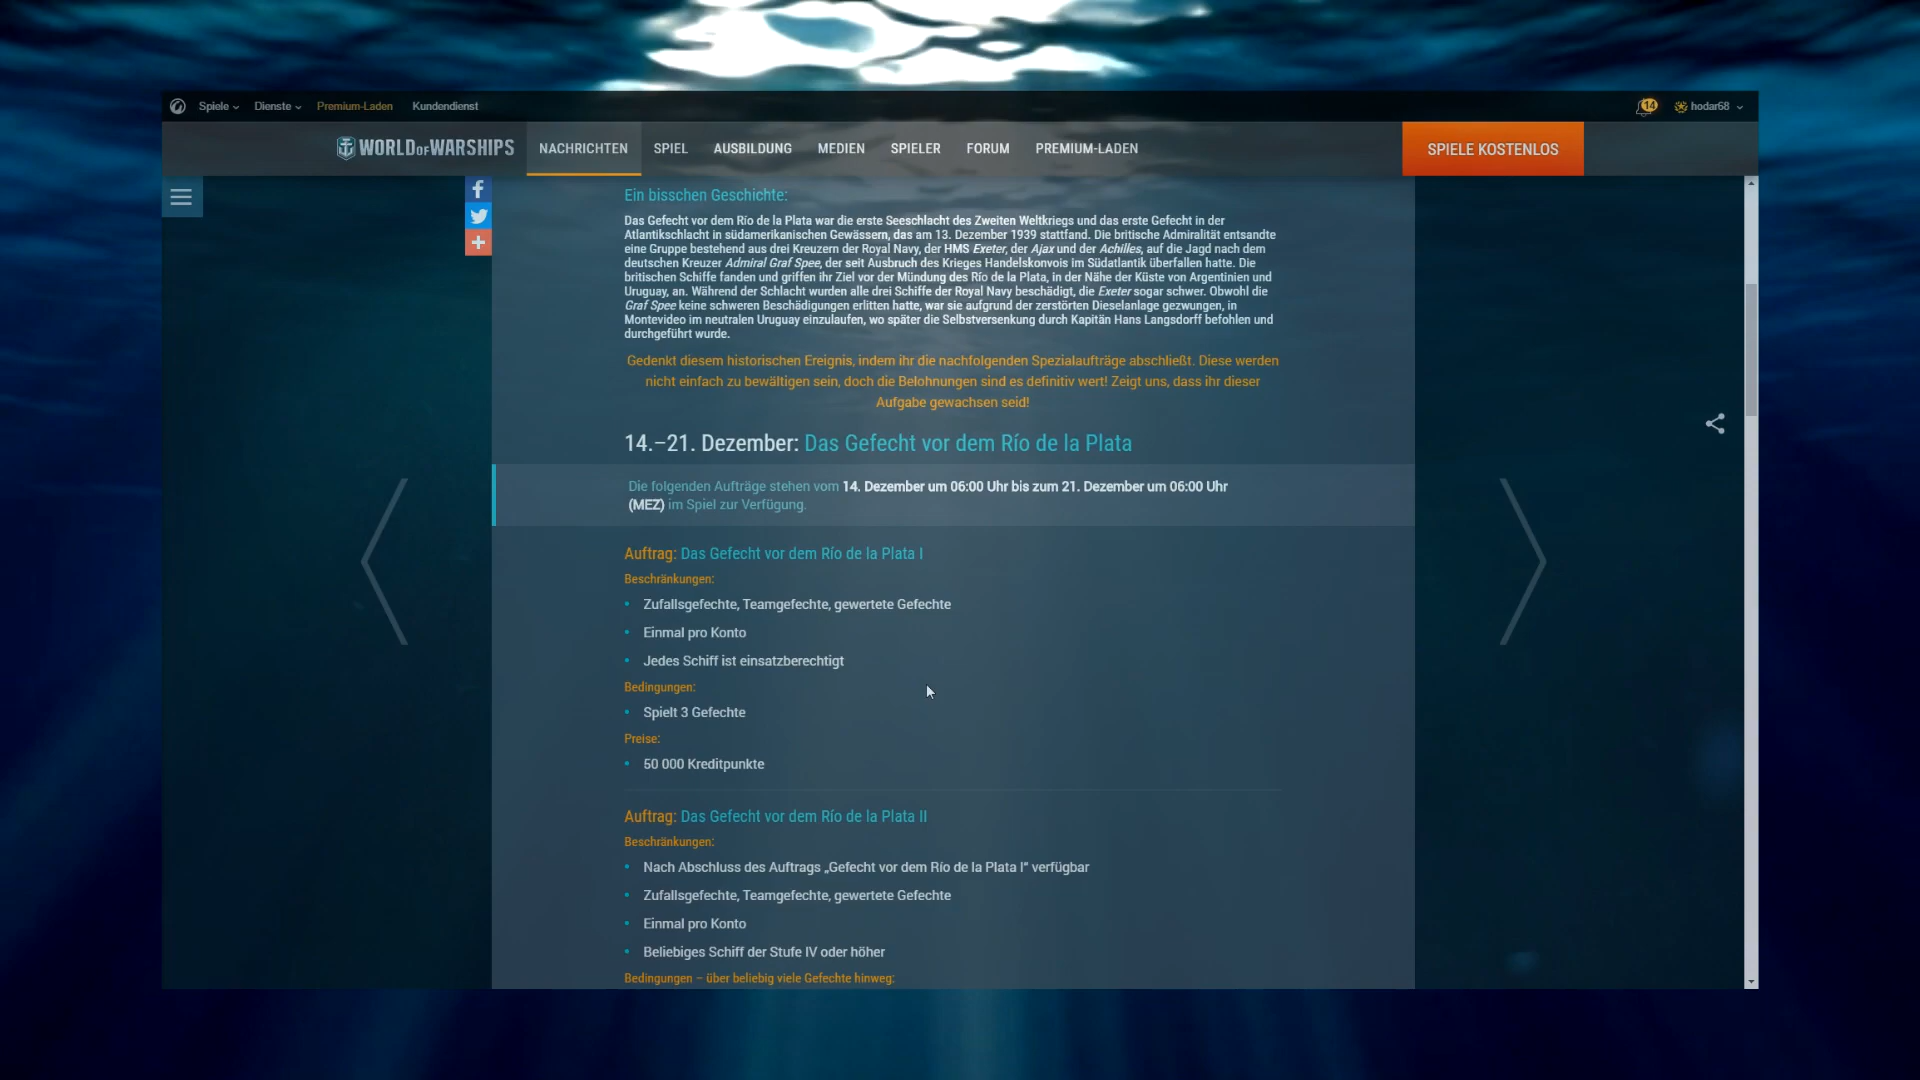 Spiele
Dienste
Premium-Laden
Kundendienst
14
hodar68
WORLD OF WARSHIPS
NACHRICHTEN
SPIEL
AUSBILDUNG
MEDIEN
SPIELER
FORUM
PREMIUM-LADEN
SPIELE KOSTENLOS
Ein bisschen Geschichte:
Das Gefecht vor dem Río de la Plata war die erste Seeschlacht des Zweiten Weltkriegs und das erste Gefecht in der
Atlantikschlacht in südamerikanischen Gewässern, das am 13. Dezember 1939 stattfand. Die britische Admiralität entsandte
eine Gruppe bestehend aus drei Kreuzern der Royal Navy, der HMS Exeter, der Ajax und der Achilles, auf die Jagd nach dem
deutschen Kreuzer Admiral Graf Spee, der seit Ausbruch des Krieges Handelskonvois im Südatlantik überfallen hatte. Die
britischen Schiffe fanden und griffen ihr Ziel vor der Mündung des Río de la Plata, in der Nähe der Küste von Argentinien und
Uruguay, an. Während der Schlacht wurden alle drei Schiffe der Royal Navy beschädigt, die Exeter sogar schwer. Obwohl die
Graf Spee keine schweren Beschädigungen erlitten hatte, war sie aufgrund der zerstörten Dieselanlage gezwungen, in
Montevideo im neutralen Uruguay einzulaufen, wo später die Selbstversenkung durch Kapitän Hans Langsdorff befohlen und
durchgeführt wurde.
Gedenkt diesem historischen Ereignis, indem ihr die nachfolgenden Spezialaufträge abschließt. Diese werden
nicht einfach zu bewältigen sein, doch die Belohnungen sind es definitiv wert! Zeigt uns, dass ihr dieser
Aufgabe gewachsen seid!
14.–21. Dezember: Das Gefecht vor dem Río de la Plata
Die folgenden Aufträge stehen vom 14. Dezember um 06:00 Uhr bis zum 21. Dezember um 06:00 Uhr
(MEZ) im Spiel zur Verfügung.
Auftrag: Das Gefecht vor dem Río de la Plata I
Beschränkungen:
Zufallsgefechte, Teamgefechte, gewertete Gefechte
Einmal pro Konto
Jedes Schiff ist einsatzberechtigt
Bedingungen:
Spielt 3 Gefechte
Preise:
50 000 Kreditpunkte
Auftrag: Das Gefecht vor dem Río de la Plata II
Beschränkungen:
Nach Abschluss des Auftrags „Gefecht vor dem Río de la Plata I“ verfügbar
Zufallsgefechte, Teamgefechte, gewertete Gefechte
Einmal pro Konto
Beliebiges Schiff der Stufe IV oder höher
Bedingungen – über beliebig viele Gefechte hinweg: